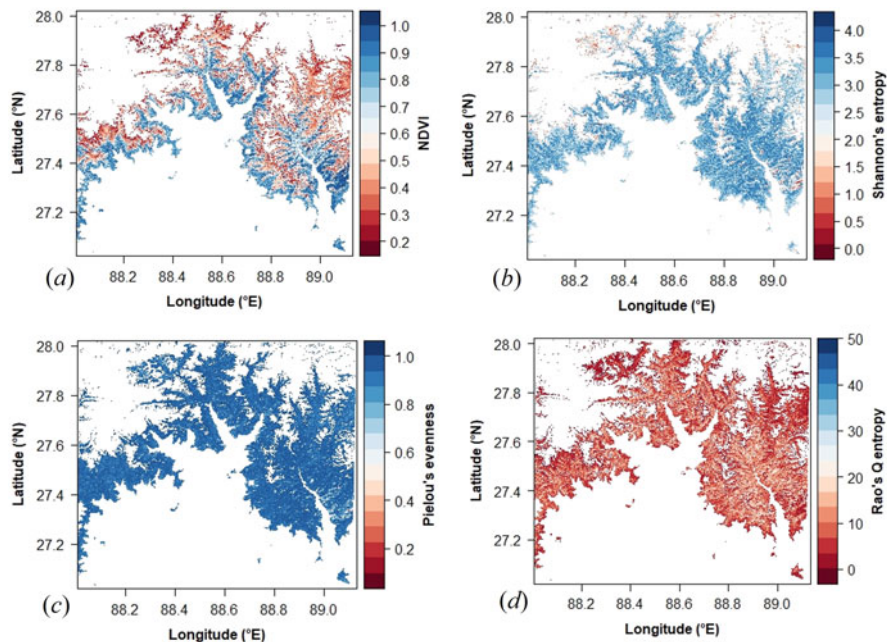 28.0
27.8
27.6
27.4
27.2
Latitude (°N)
88.2 88.4 88.6 88.8 89.0
Longitude (°E)
1.0
0.9
0.8
0.7
0.6
0.5
0.4
0.3
0.2
NDVI
(a)
28.0
27.8
27.6
27.4
27.2
Latitude (°N)
88.2 88.4 88.6 88.8 89.0
Longitude (°E)
4.0
3.5
3.0
2.5
2.0
1.5
1.0
0.5
0.0
Shannon's entropy
(b)
28.0
27.8
27.6
27.4
27.2
Latitude (°N)
88.2 88.4 88.6 88.8 89.0
Longitude (°E)
1.0
0.8
0.6
0.4
0.2
Pielou's evenness
(c)
28.0
27.8
27.6
27.4
27.2
Latitude (°N)
88.2 88.4 88.6 88.8 89.0
Longitude (°E)
50
40
30
20
10
0
Rao's Q entropy
(d)